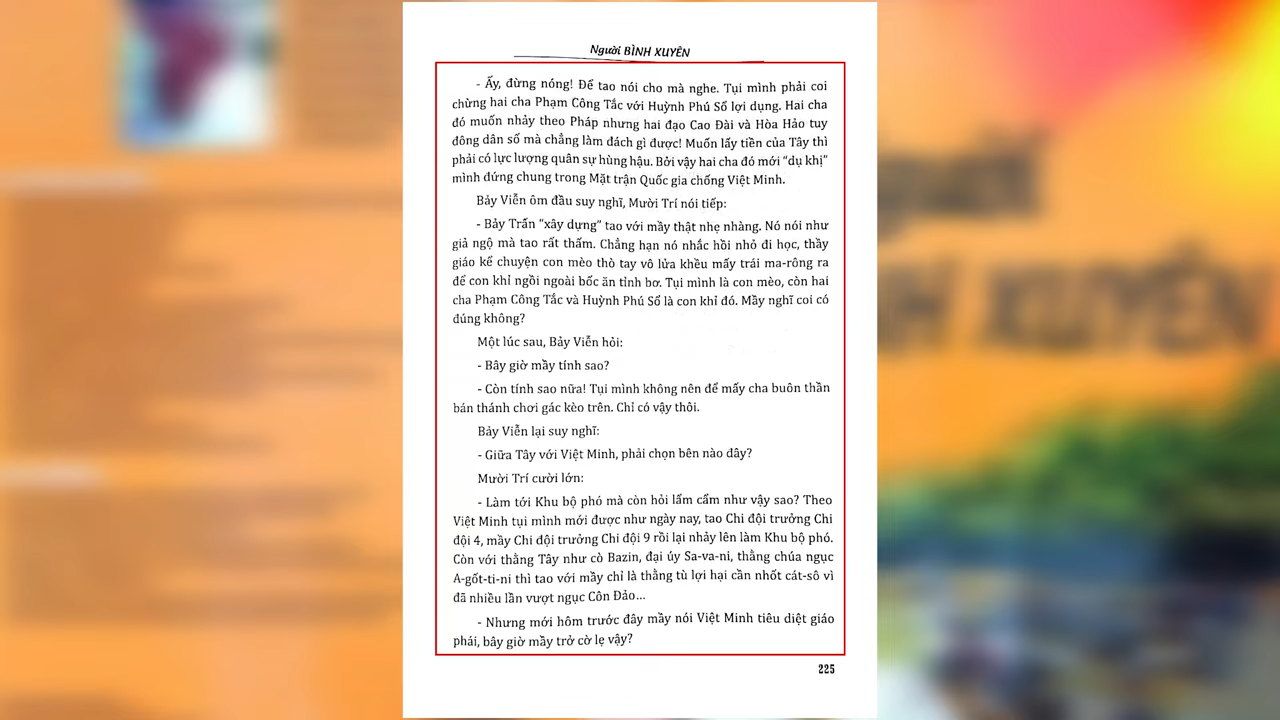 Người BÌNH XUYÊN
- Ấy, đừng nóng! Để tao nói cho mà nghe. Tụi mình phải coi
chừng hai cha Phạm Công Tắc với Huỳnh Phú Sổ lợi dụng. Hai cha
đó muốn nhảy theo Pháp nhưng hai đạo Cao Đài và Hòa Hảo tuy
đông dân số mà chẳng làm đách gì được! Muốn lấy tiền của Tây thì
phải có lực lượng quân sự hùng hậu. Bởi vậy hai cha đó mới “dụ khị”
mình đứng chung trong Mặt trận Quốc gia chống Việt Minh.
Bảy Viễn ôm đầu suy nghĩ, Mười Trí nói tiếp:
- Bảy Trấn “xây dựng” tao với mầy thật nhẹ nhàng. Nó nói như
giả ngộ mà tao rất thấm. Chẳng hạn nó nhắc hồi nhỏ đi học, thầy
giáo kể chuyện con mèo thò tay vô lửa khều mấy trái ma-rông ra
để con khỉ ngồi ngoài bốc ăn tỉnh bơ. Tụi mình là con mèo, còn hai
cha Phạm Công Tắc và Huỳnh Phú Sổ là con khỉ đó. Mầy nghĩ coi có
đúng không?
Một lúc sau, Bảy Viễn hỏi:
- Bây giờ mầy tính sao?
- Còn tính sao nữa! Tụi mình không nên để mấy cha buôn thần
bán thánh chơi gác kèo trên. Chỉ có vậy thôi.
Bảy Viễn lại suy nghĩ:
- Giữa Tây với Việt Minh, phải chọn bên nào đây?
Mười Trí cười lớn:
- Làm tới Khu bộ phó mà còn hỏi lẩm cẩm như vậy sao? Theo
Việt Minh tụi mình mới được như ngày nay, tao Chi đội trưởng Chi
đội 4, mầy Chi đội trưởng Chi đội 9 rồi lại nhảy lên làm Khu bộ phó.
Còn với thằng Tây như cò Bazin, đại úy Sa-va-ni, thằng chúa ngục
A-gốt-ti-ni thì tao với mầy chỉ là thằng tù lợi hại cần nhốt cát-sô vì
đã nhiều lần vượt ngục Côn Đảo...
- Nhưng mới hôm trước đây mầy nói Việt Minh tiêu diệt giáo
phái, bây giờ mầy trở cờ lẹ vậy?
225